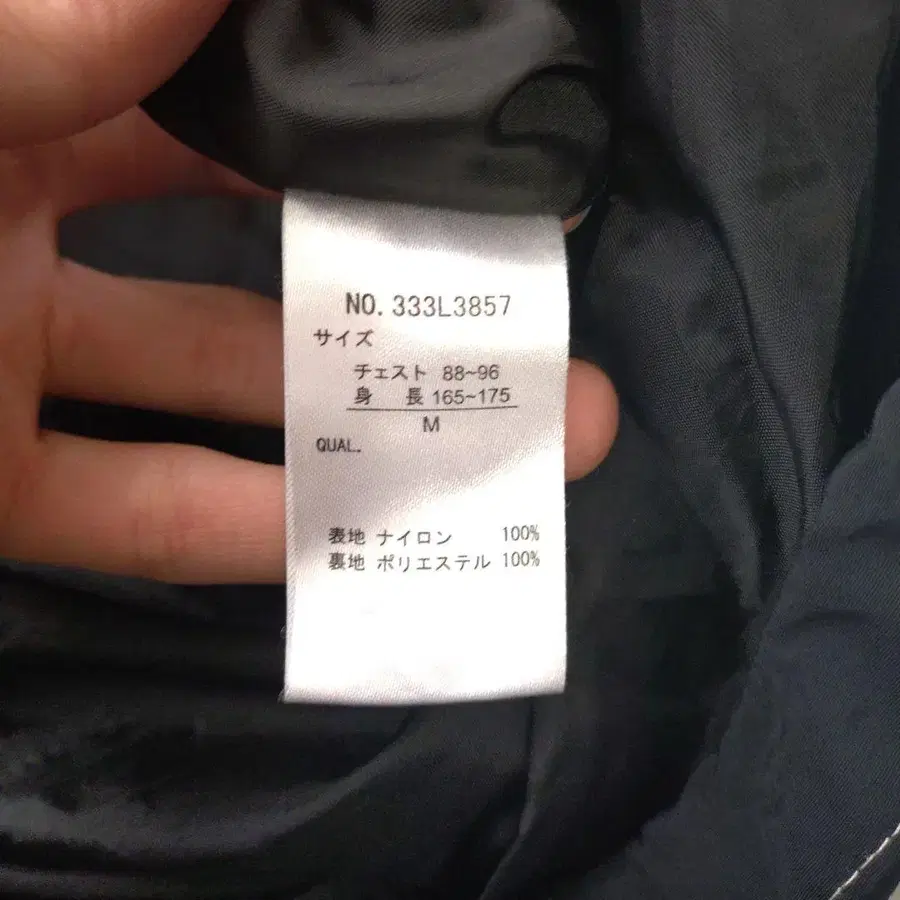 NO. 333L3857
サイズ
チェスト 88~96
身 長 165~175
M
QUAL.
表地 ナイロン 100%
裏地 ポリエステル 100%